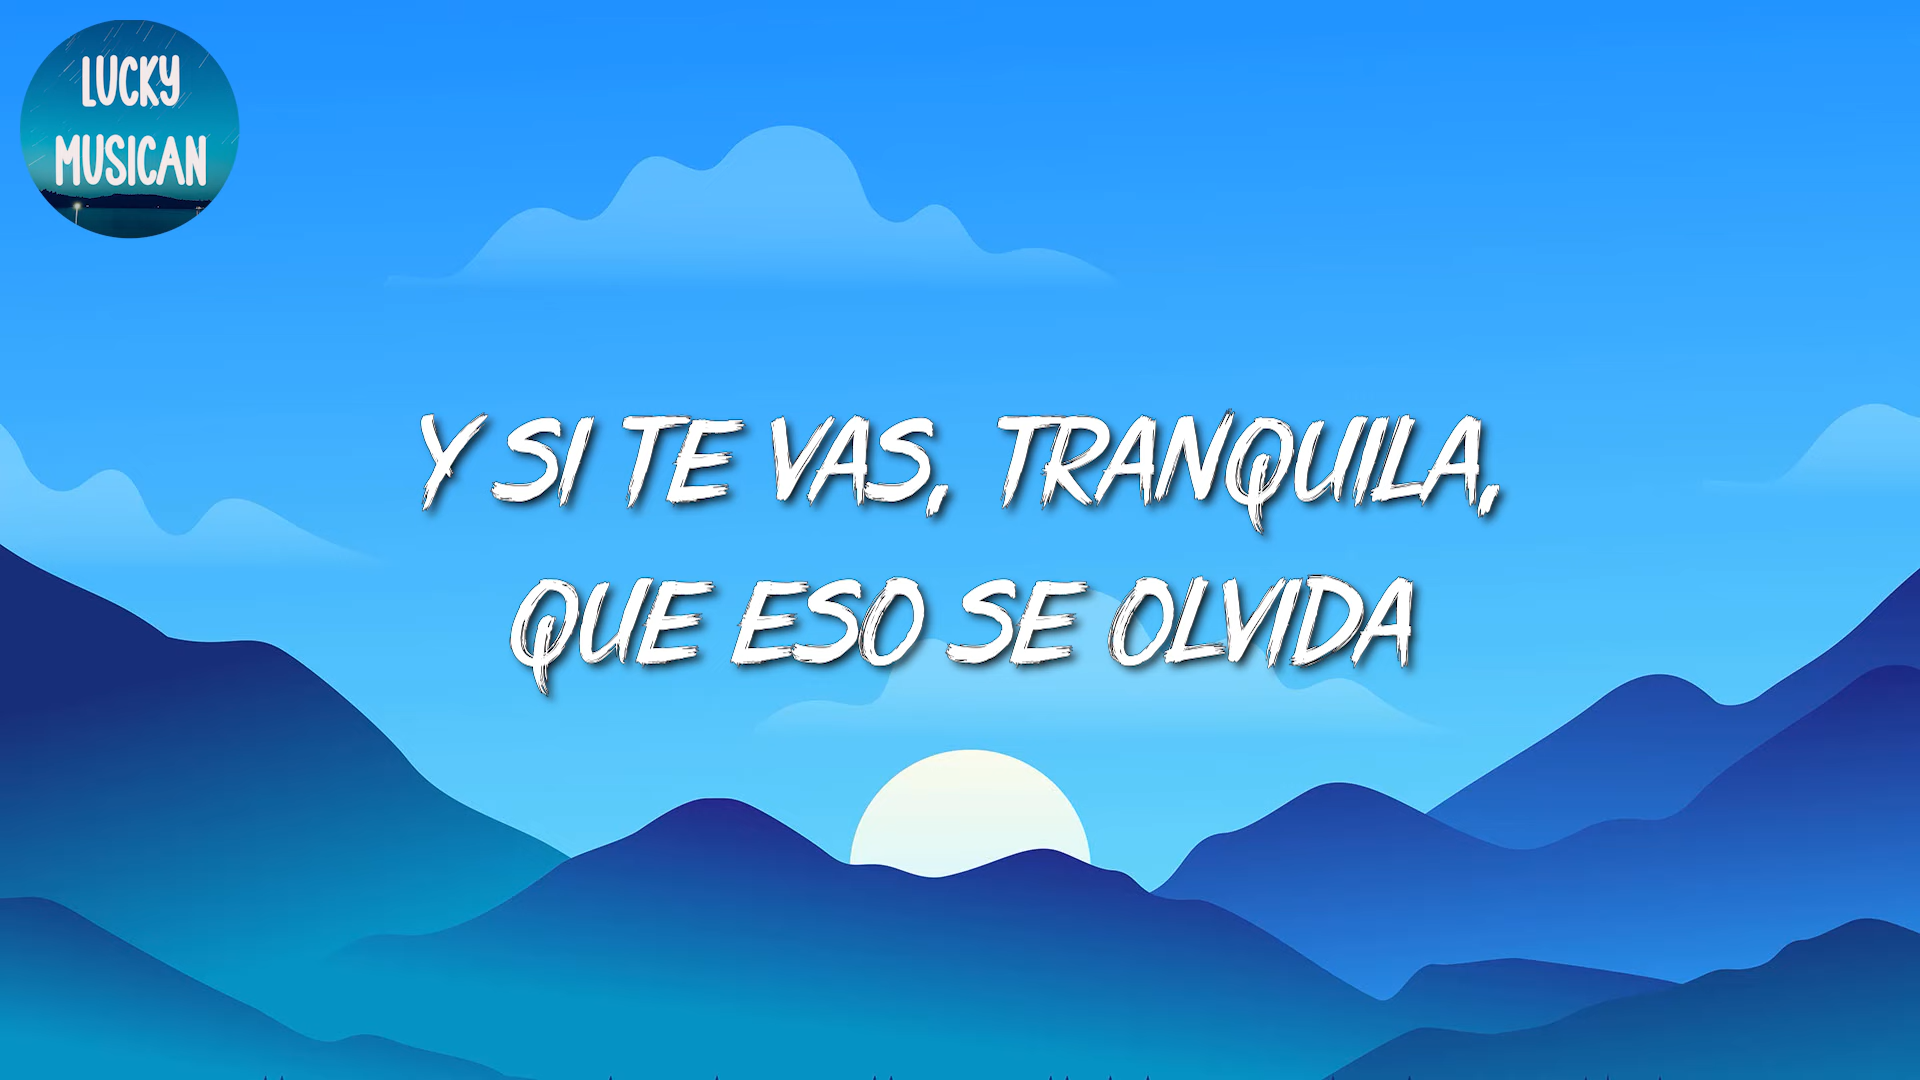 LUCKY
MUSICAN
Y SI TE VAS, TRANQUILA,
QUE ESO SE OLVIDA